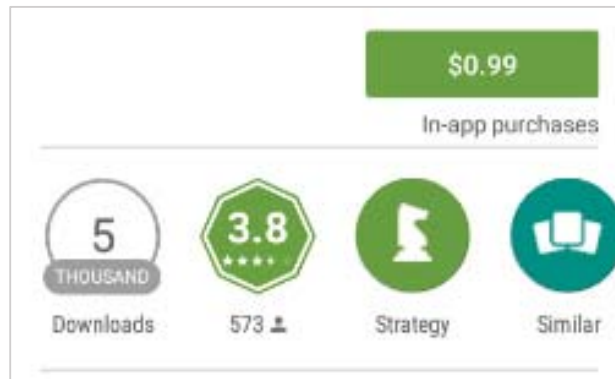 $0.99
In-app purchases
5
THOUSAND
Downloads
3.8
573
Strategy
Similar